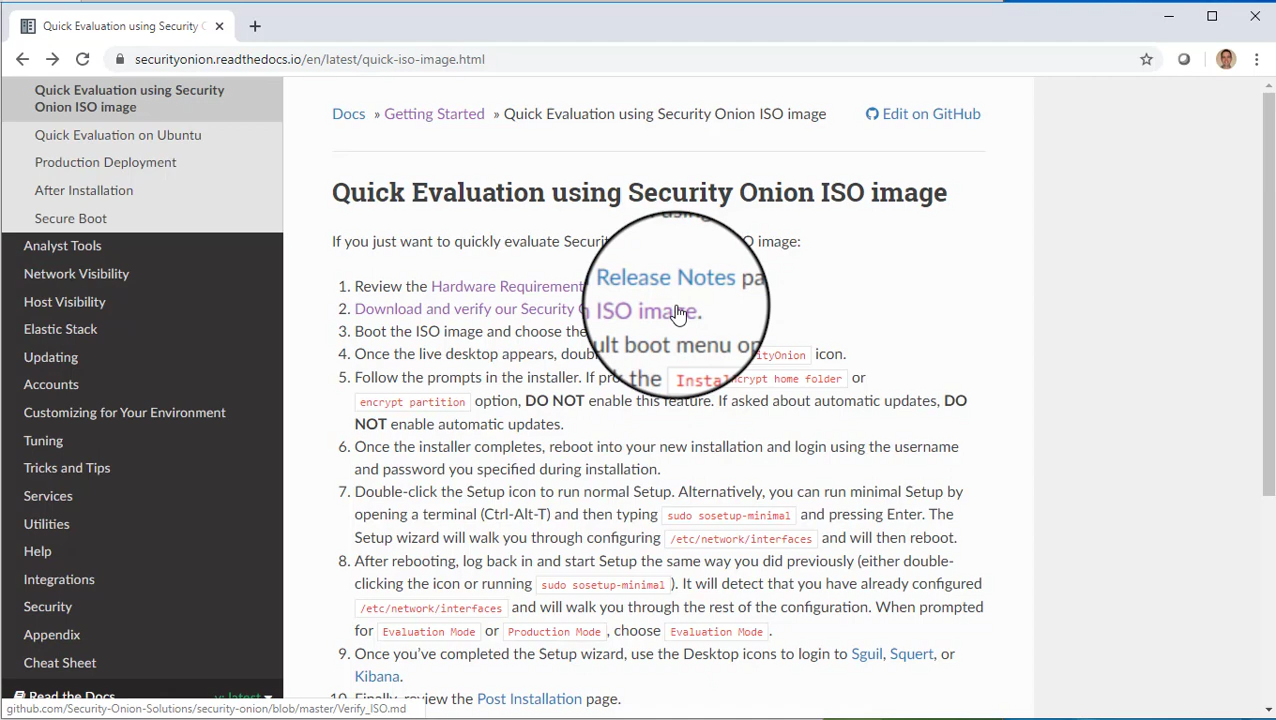 Quick Evaluation using Security O
securityonion.readthedocs.io/en/latest/quick-iso-image.html
Quick Evaluation using Security
Onion ISO image
Quick Evaluation on Ubuntu
Production Deployment
After Installation
Secure Boot
Analyst Tools
Network Visibility
Host Visibility
Elastic Stack
Updating
Accounts
Customizing for Your Environment
Tuning
Tricks and Tips
Services
Utilities
Help
Integrations
Security
Appendix
Cheat Sheet
Read the Docs v: latest
github.com/Security-Onion-Solutions/security-onion/blob/master/Verify_ISO.md
Docs » Getting Started » Quick Evaluation using Security Onion ISO image Edit on GitHub
Quick Evaluation using Security Onion ISO image
If you just want to quickly evaluate Securi O image:
1. Review the Hardware Requirement Release Notes pa
2. Download and verify our Security O n ISO image.
3. Boot the ISO image and choose the ult boot menu op
4. Once the live desktop appears, doub the Insta ityOnion icon.
5. Follow the prompts in the installer. If pr ncrypt home folder or
encrypt partition option, DO NOT enable this feature. If asked about automatic updates, DO
NOT enable automatic updates.
6. Once the installer completes, reboot into your new installation and login using the username
and password you specified during installation.
7. Double-click the Setup icon to run normal Setup. Alternatively, you can run minimal Setup by
opening a terminal (Ctrl-Alt-T) and then typing sudo sosetup-minimal and pressing Enter. The
Setup wizard will walk you through configuring /etc/network/interfaces and will then reboot.
8. After rebooting, log back in and start Setup the same way you did previously (either double-
clicking the icon or running sudo sosetup-minimal ). It will detect that you have already configured
/etc/network/interfaces and will walk you through the rest of the configuration. When prompted
for Evaluation Mode or Production Mode , choose Evaluation Mode .
9. Once you've completed the Setup wizard, use the Desktop icons to login to Sguil, Squert, or
Kibana.
10. Finally, review the Post Installation page.